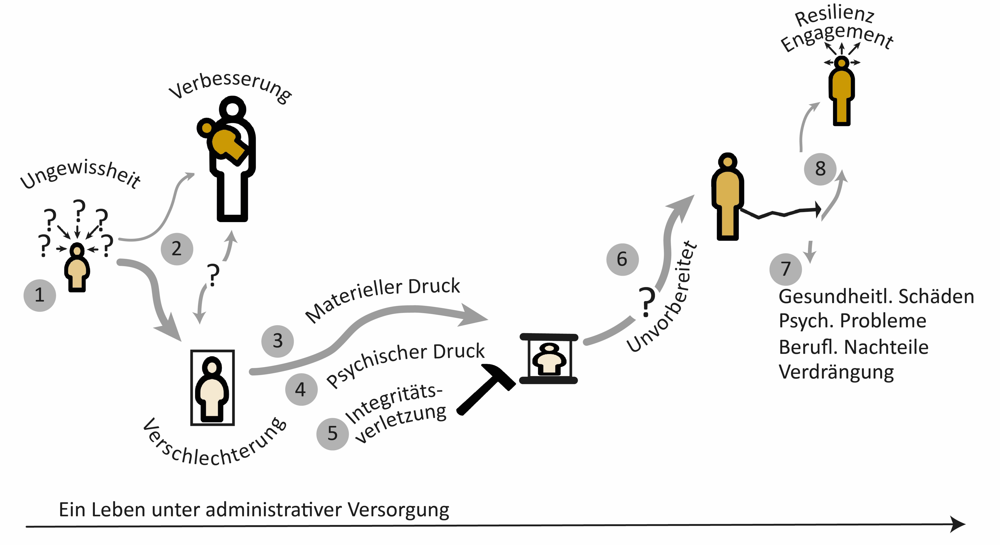 Ungewissheit
? ? ?
? ?
1
Verbesserung
2
?
Verschlechterung
3
Materieller Druck
4
Psychischer Druck
5
Integritäts-
verletzung
6
?
Unvorbereitet
7
Gesundheitl. Schäden
Psych. Probleme
Berufl. Nachteile
Verdrängung
8
Resilienz
Engagement
Ein Leben unter administrativer Versorgung